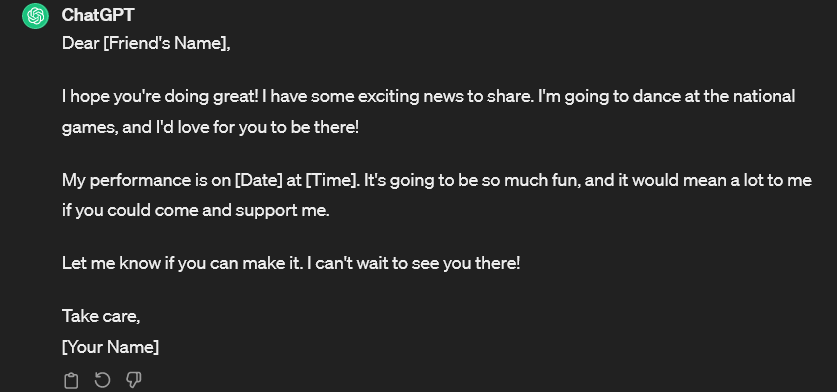 ChatGPT
Dear [Friend's Name],
I hope you're doing great! I have some exciting news to share. I'm going to dance at the national
games, and I'd love for you to be there!
My performance is on [Date] at [Time]. It's going to be so much fun, and it would mean a lot to me
if you could come and support me.
Let me know if you can make it. I can't wait to see you there!
Take care,
[Your Name]